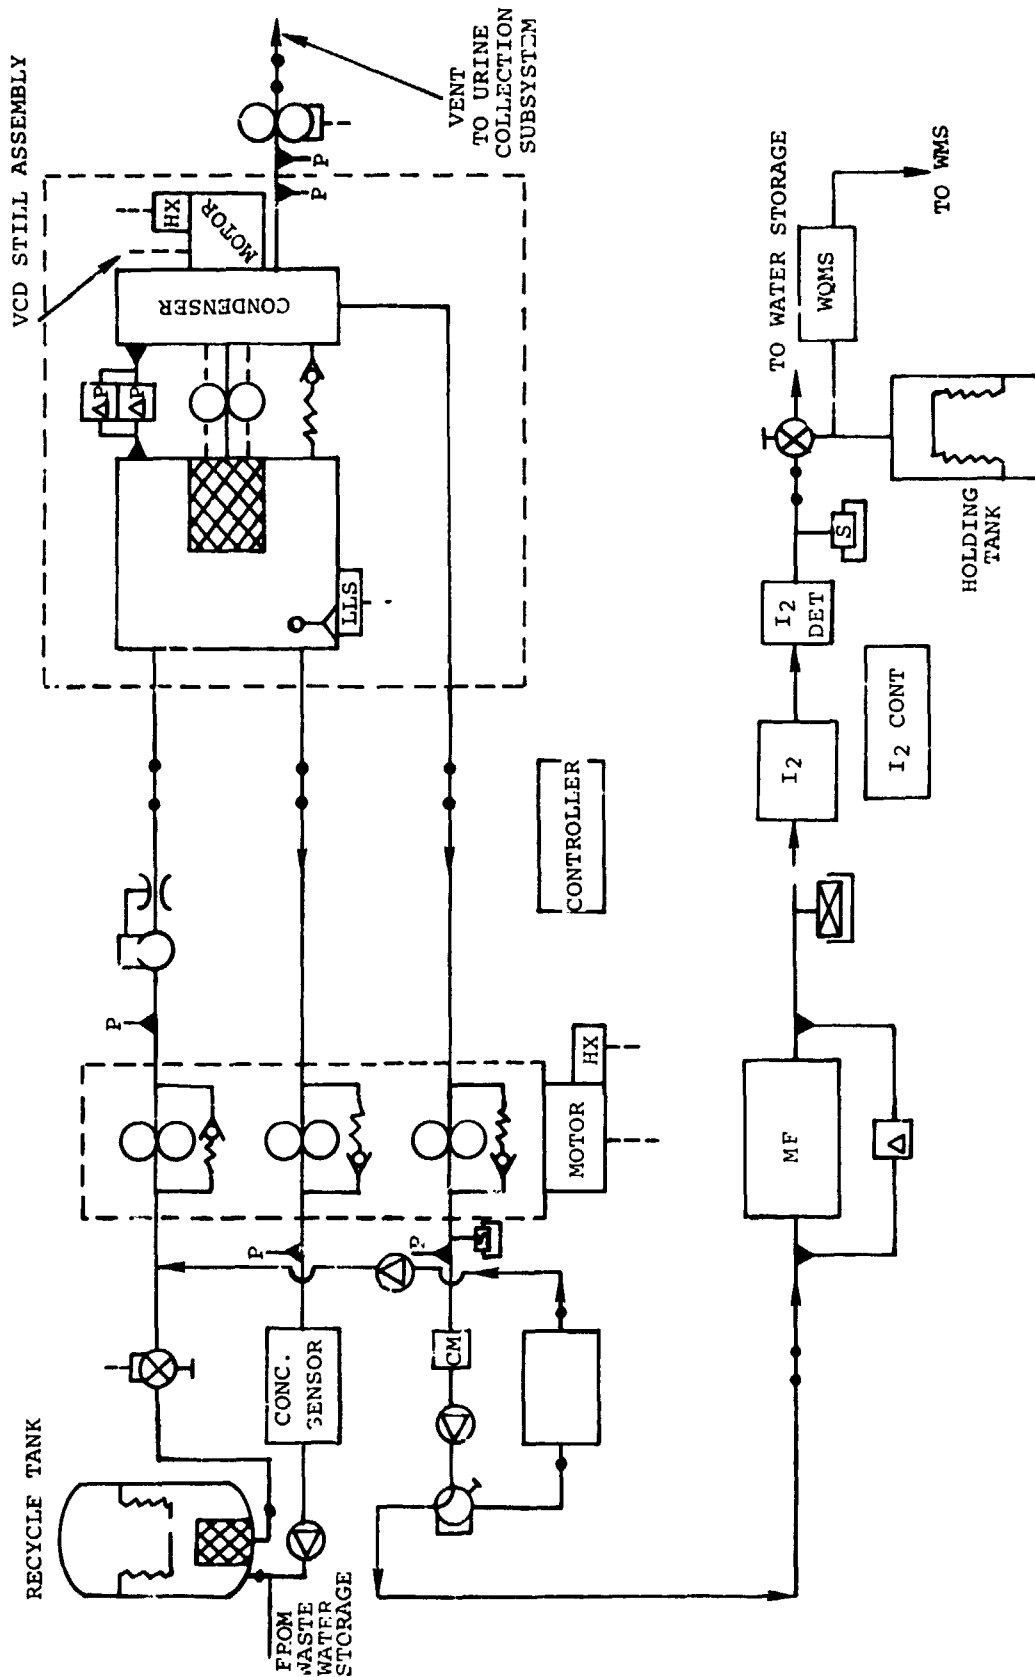 RECYCLE TANK
FROM
WASTE
WATER
STORAGE
CONC.
SENSOR
CM
P
P
P
S
MOTOR
HX
CONTROLLER
VCD STILL ASSEMBLY
LLS
ΔP
ΔP
CONDENSER
MOTOR
HX
P
P
VENT
TO URINE
COLLECTION
SUBSYSTEM
MF
Δ
I2
I2 CONT
I2
DET
S
TO WATER STORAGE
HOLDING
TANK
WQMS
TO WMS